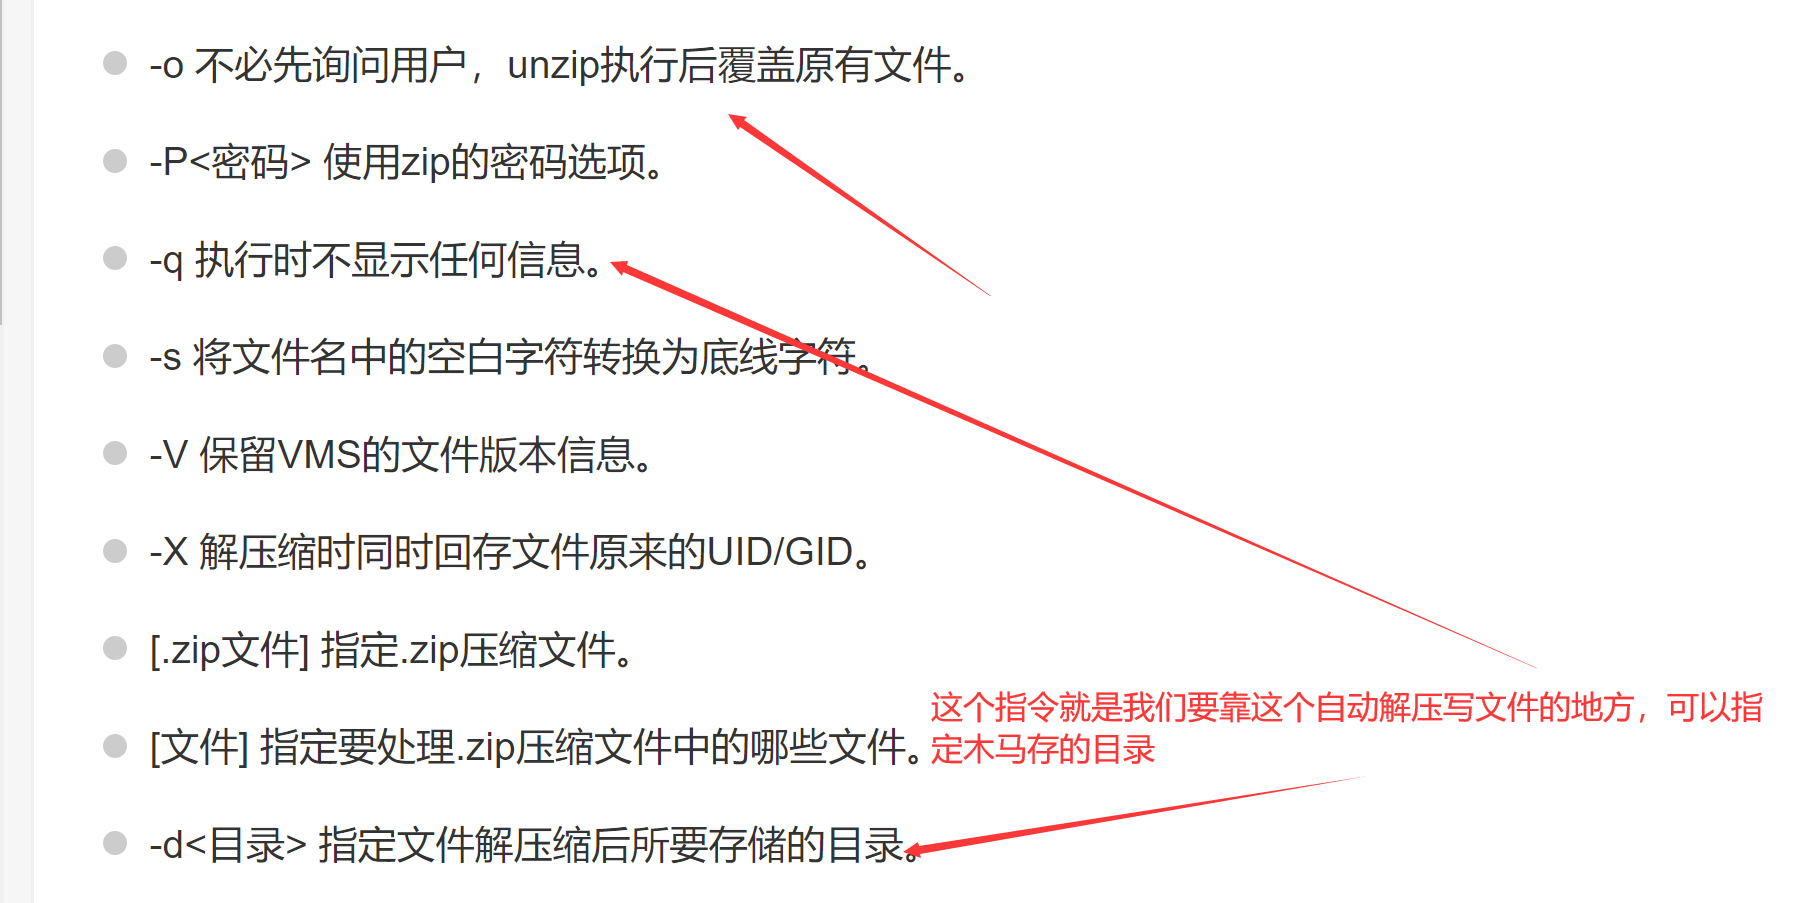 -o 不必先询问用户，unzip执行后覆盖原有文件。
-P<密码> 使用zip的密码选项。
-q 执行时不显示任何信息。
-s 将文件名中的空白字符转换为底线字符。
-V 保留VMS的文件版本信息。
-X 解压缩时同时回存文件原来的UID/GID。
[.zip文件] 指定.zip压缩文件。
这个指令就是我们要靠这个自动解压写文件的地方，可以指
定木马存的目录
[文件] 指定要处理.zip压缩文件中的哪些文件。
-d<目录> 指定文件解压缩后所要存储的目录。